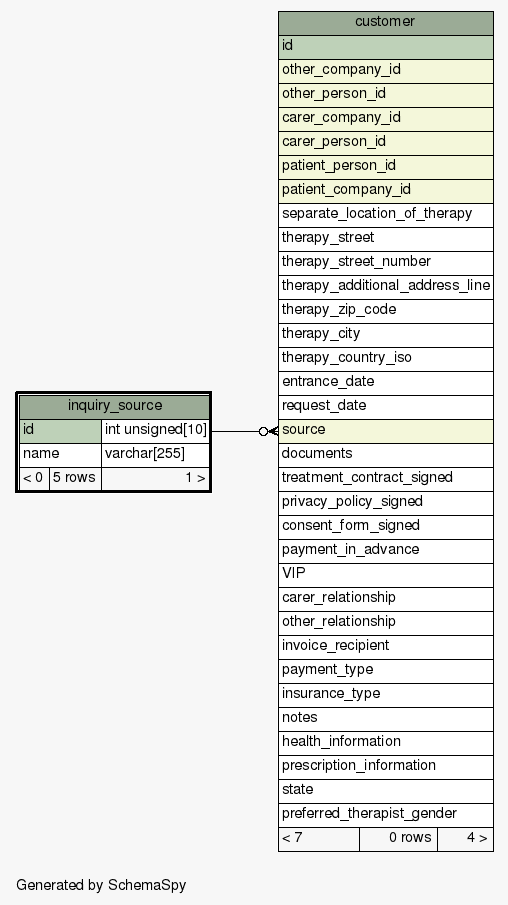 customer
id
other_company_id
other_person_id
carer_company_id
carer_person_id
patient_person_id
patient_company_id
separate_location_of_therapy
therapy_street
therapy_street_number
therapy_additional_address_line
therapy_zip_code
therapy_city
therapy_country_iso
entrance_date
request_date
source
documents
treatment_contract_signed
privacy_policy_signed
consent_form_signed
payment_in_advance
VIP
carer_relationship
other_relationship
invoice_recipient
payment_type
insurance_type
notes
health_information
prescription_information
state
preferred_therapist_gender
< 7 0 rows 4 >
inquiry_source
id int unsigned[10]
name varchar[255]
< 0 5 rows 1 >
Generated by SchemaSpy